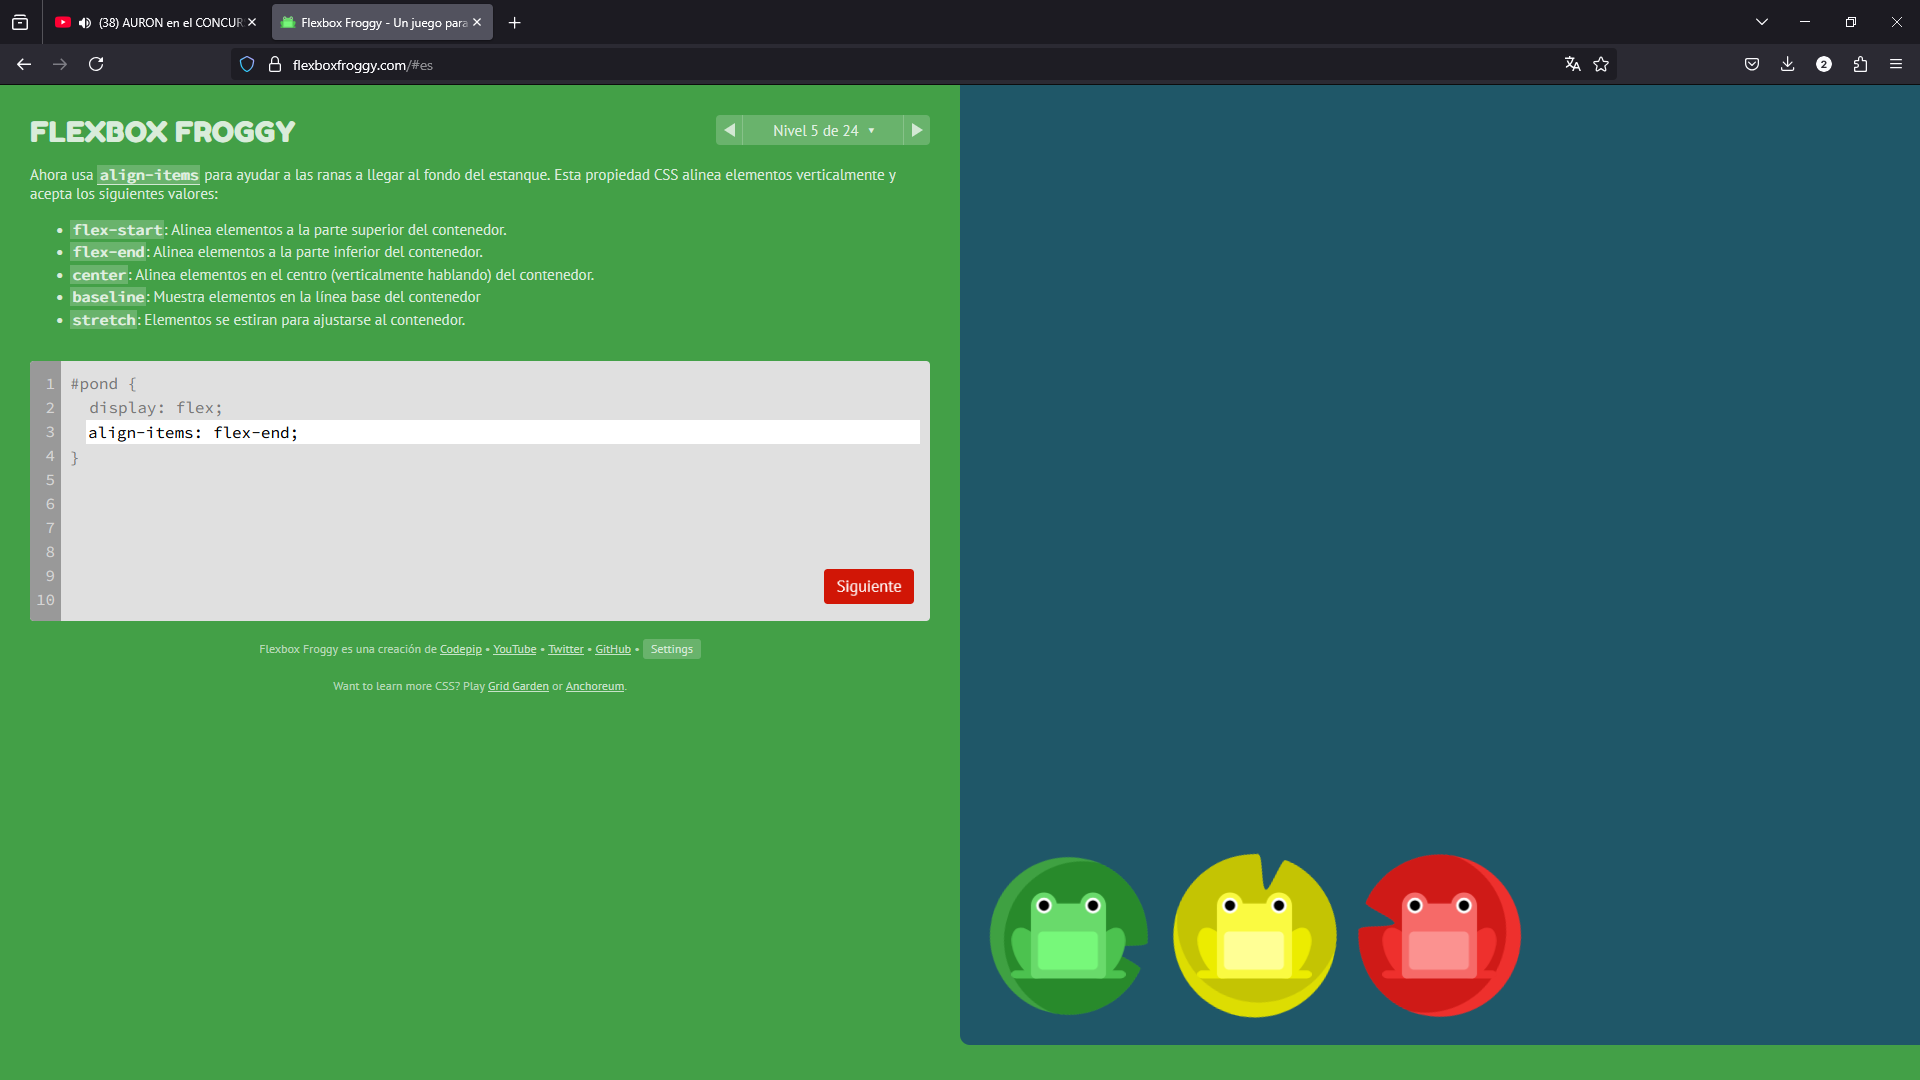 (38) AURON en el CONCUR
Flexbox Froggy - Un juego para
flexboxfroggy.com/#es
2
FLEXBOX FROGGY
Nivel 5 de 24 ▾
Ahora usa align-items para ayudar a las ranas a llegar al fondo del estanque. Esta propiedad CSS alinea elementos verticalmente y
acepta los siguientes valores:
• flex-start: Alinea elementos a la parte superior del contenedor.
• flex-end: Alinea elementos a la parte inferior del contenedor.
• center: Alinea elementos en el centro (verticalmente hablando) del contenedor.
• baseline: Muestra elementos en la línea base del contenedor
• stretch: Elementos se estiran para ajustarse al contenedor.
1 #pond {
2 display: flex;
3 align-items: flex-end;
4 }
5
6
7
8
9
10
Siguiente
Flexbox Froggy es una creación de Codepip • YouTube • Twitter • GitHub • Settings
Want to learn more CSS? Play Grid Garden or Anchoreum.